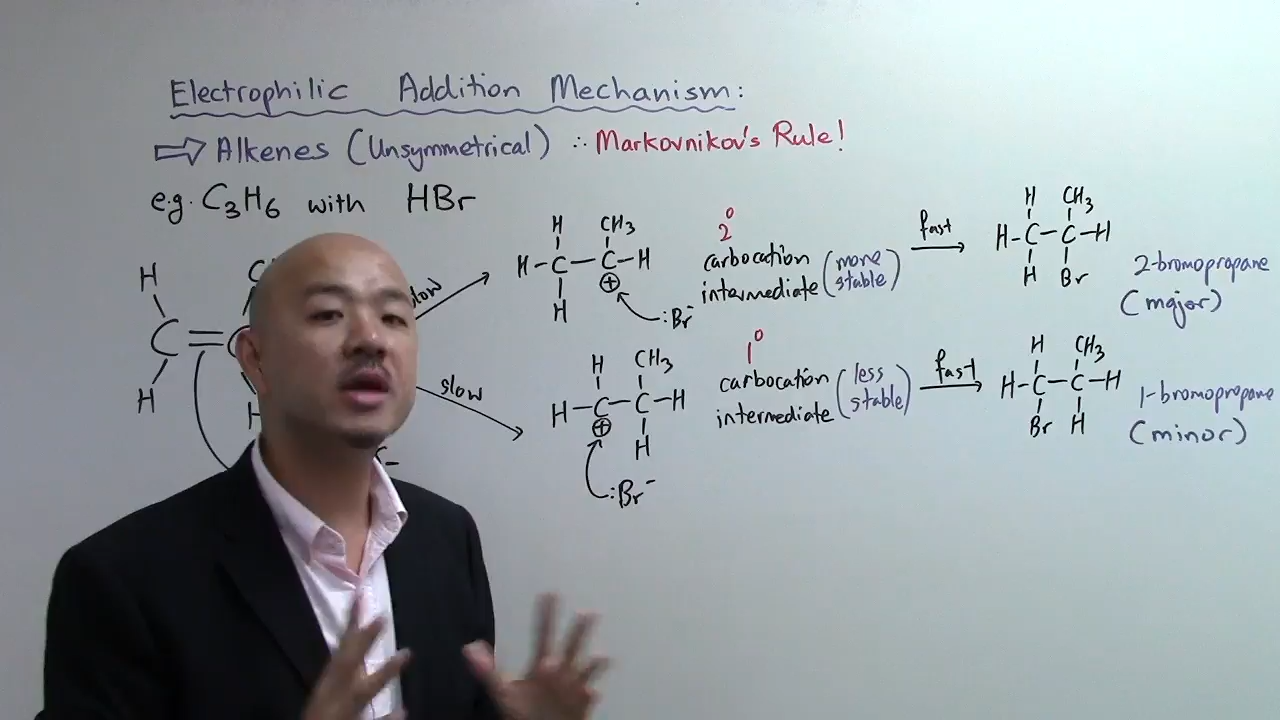 Electrophilic Addition Mechanism:
⇒ Alkenes (Unsymmetrical) ∴ Markovnikov's Rule!
e.g. C3H6 with HBr
H
C = C
H
H
slow
slow
H CH3
H-C-C-H
⊕
H
:Br-
2°
carbocation
intermediate (more stable)
fast
H CH3
H-C-C-H
H Br
2-bromopropane
(major)
H CH3
H-C-C-H
⊕
H
:Br-
1°
carbocation
intermediate (less stable)
fast
H CH3
H-C-C-H
Br H
1-bromopropane
(minor)